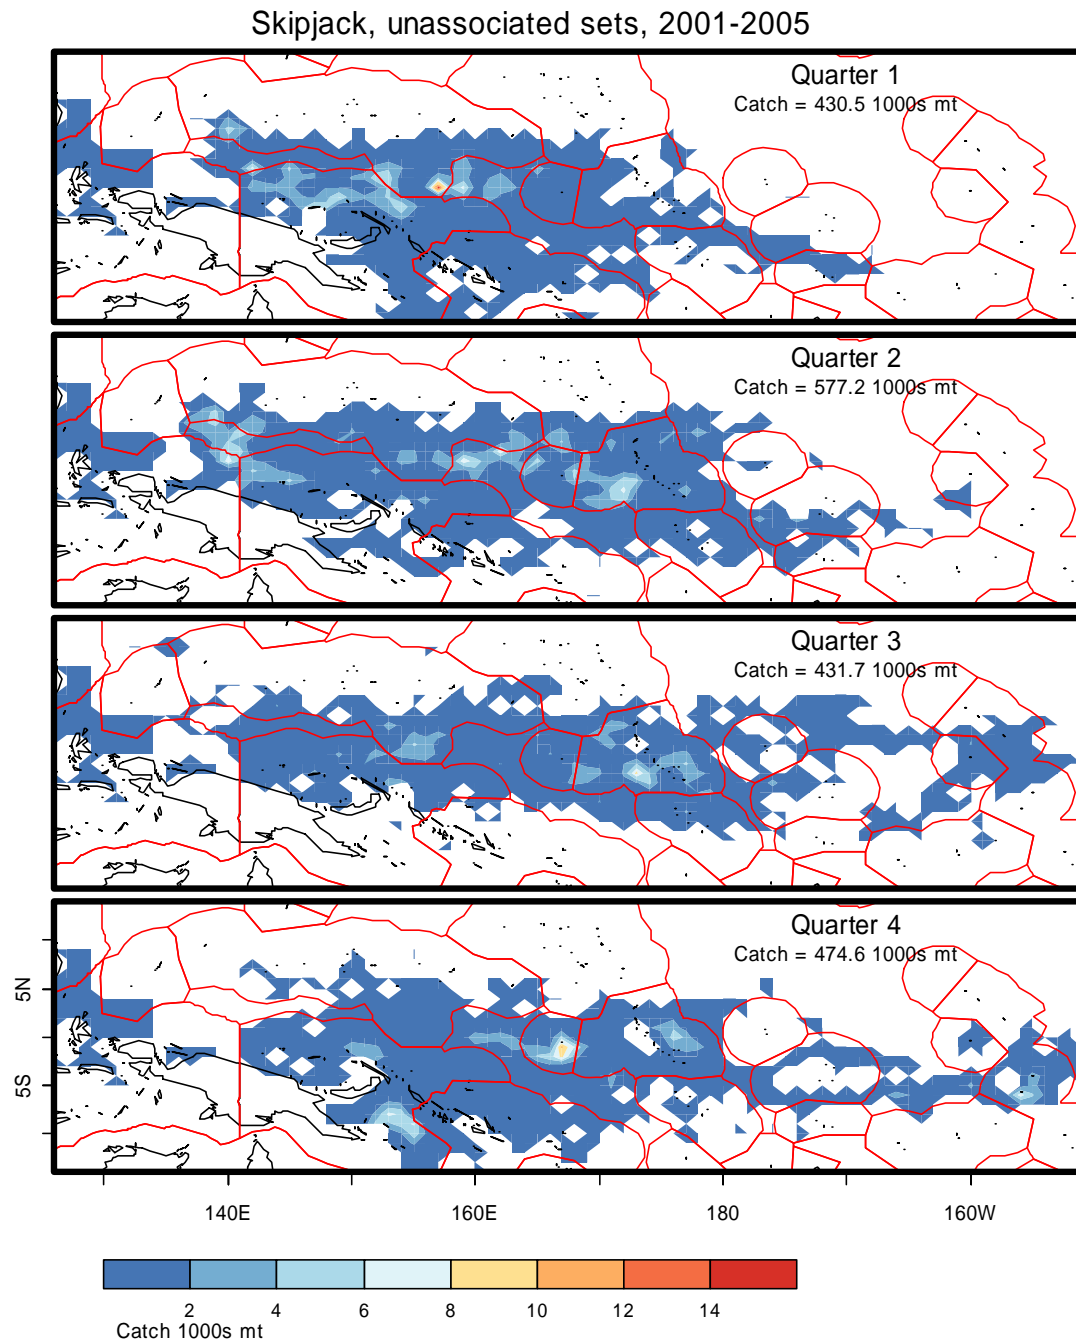 Skipjack, unassociated sets, 2001-2005
Quarter 1
Catch = 430.5 1000s mt
Quarter 2
Catch = 577.2 1000s mt
Quarter 3
Catch = 431.7 1000s mt
Quarter 4
Catch = 474.6 1000s mt
5N
5S
140E 160E 180 160W
2 4 6 8 10 12 14
Catch 1000s mt